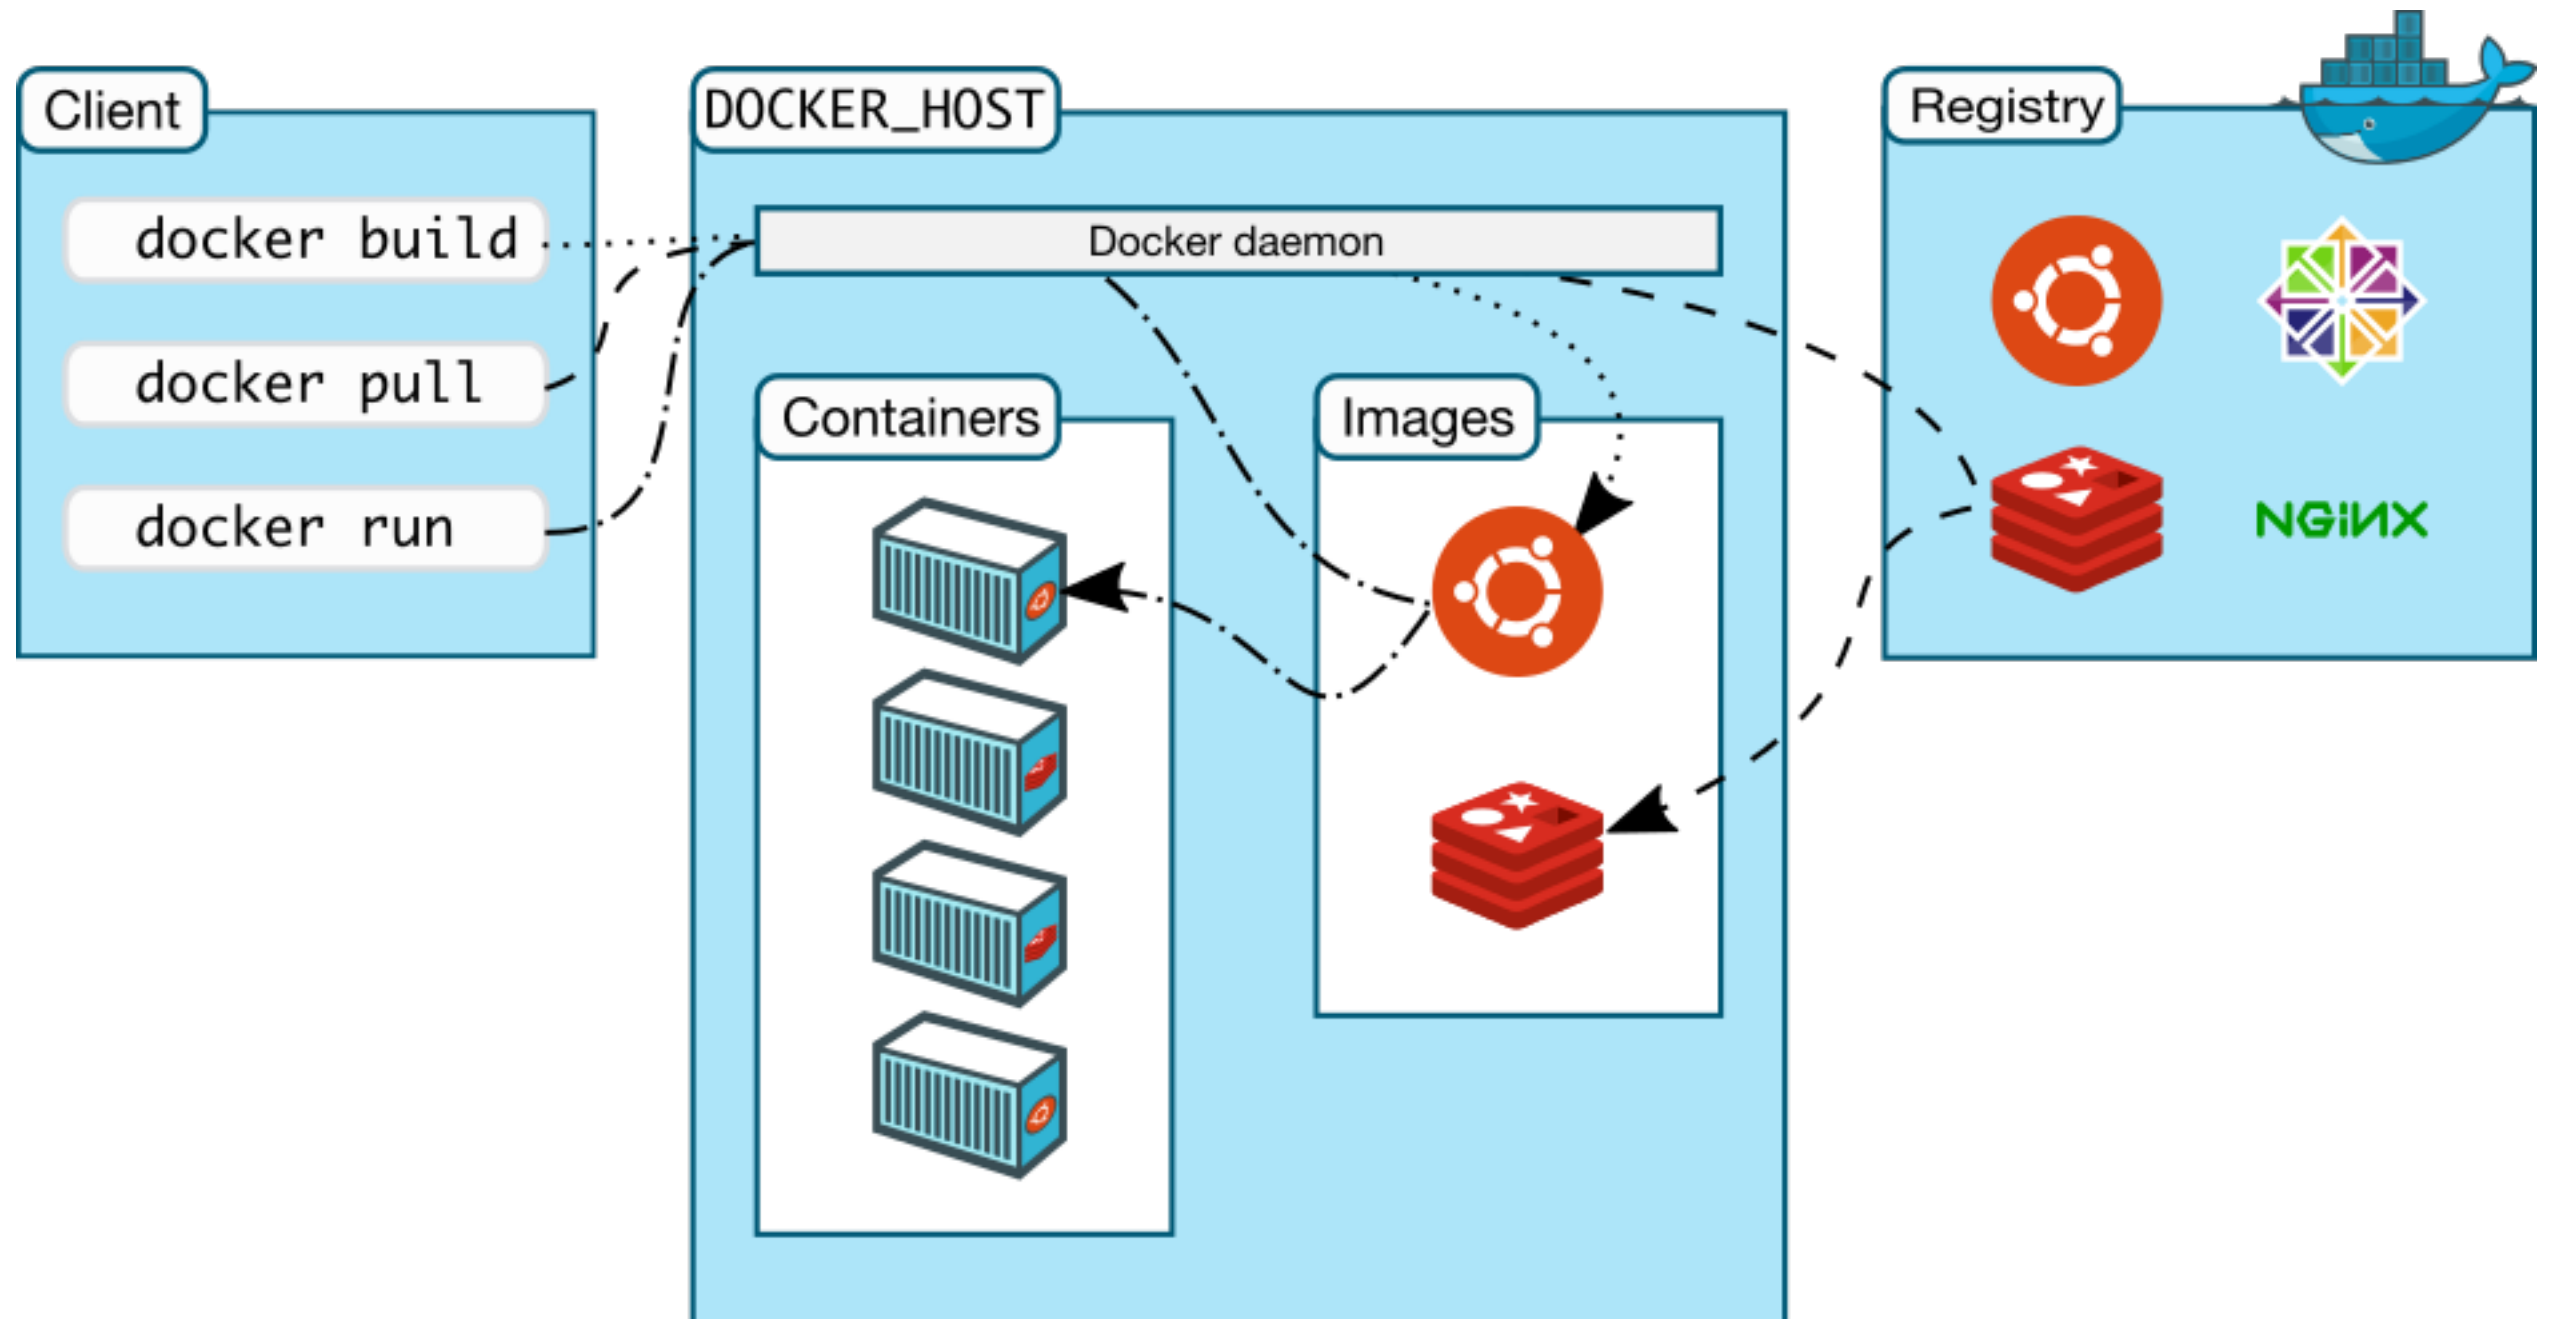 Client
docker build
docker pull
docker run
DOCKER_HOST
Docker daemon
Containers
Images
Registry
NGiNX